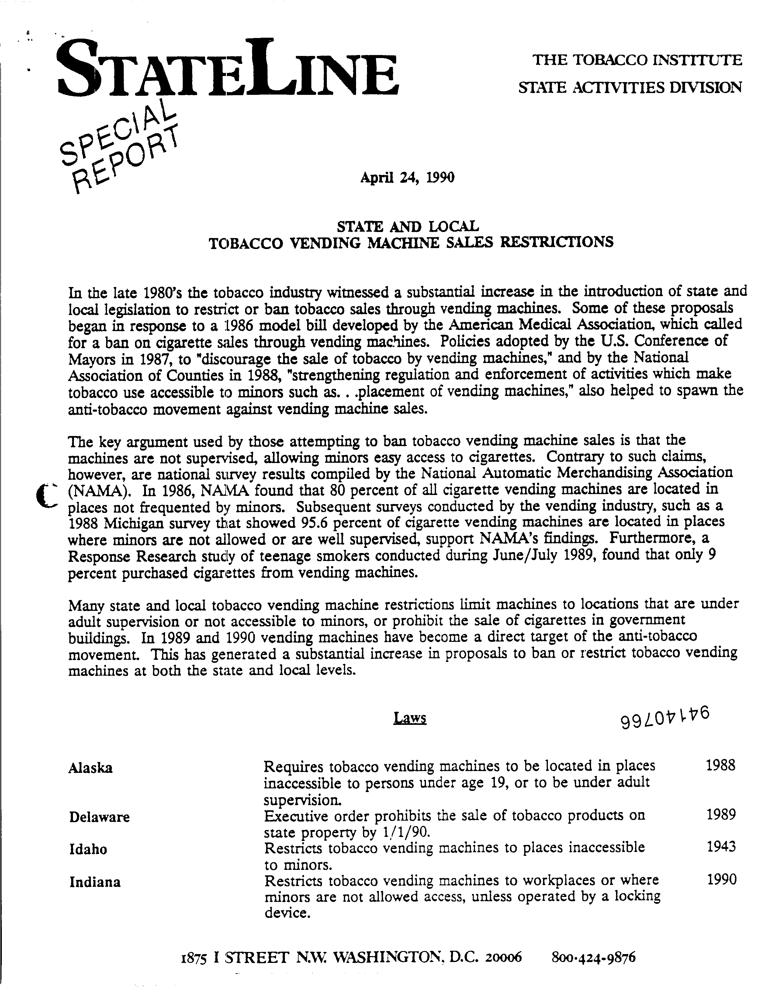 STATELINE
THE TOBACCO INSTITUTE
STATE ACTIVITIES DIVISION
SPECIAL
REPORT
April 24, 1990
STATE AND LOCAL
TOBACCO VENDING MACHINE SALES RESTRICTIONS
In the late 1980's the tobacco industry witnessed a substantial increase in the introduction of state and
local legislation to restrict or ban tobacco sales through vending machines. Some of these proposals
began in response to a 1986 model bill developed by the American Medical Association, which called
for a ban on cigarette sales through vending machines. Policies adopted by the U.S. Conference of
Mayors in 1987, to "discourage the sale of tobacco by vending machines," and by the National
Association of Counties in 1988, "strengthening regulation and enforcement of activities which make
tobacco use accessible to minors such as. . .placement of vending machines," also helped to spawn the
anti-tobacco movement against vending machine sales.
The key argument used by those attempting to ban tobacco vending machine sales is that the
machines are not supervised, allowing minors easy access to cigarettes. Contrary to such claims,
however, are national survey results compiled by the National Automatic Merchandising Association
(NAMA). In 1986, NAMA found that 80 percent of all cigarette vending machines are located in
places not frequented by minors. Subsequent surveys conducted by the vending industry, such as a
1988 Michigan survey that showed 95.6 percent of cigarette vending machines are located in places
where minors are not allowed or are well supervised, support NAMA's findings. Furthermore, a
Response Research study of teenage smokers conducted during June/July 1989, found that only 9
percent purchased cigarettes from vending machines.
Many state and local tobacco vending machine restrictions limit machines to locations that are under
adult supervision or not accessible to minors, or prohibit the sale of cigarettes in government
buildings. In 1989 and 1990 vending machines have become a direct target of the anti-tobacco
movement. This has generated a substantial increase in proposals to ban or restrict tobacco vending
machines at both the state and local levels.
Laws
94140766
Alaska Requires tobacco vending machines to be located in places 1988
inaccessible to persons under age 19, or to be under adult
supervision.
Delaware Executive order prohibits the sale of tobacco products on 1989
state property by 1/1/90.
Idaho Restricts tobacco vending machines to places inaccessible 1943
to minors.
Indiana Restricts tobacco vending machines to workplaces or where 1990
minors are not allowed access, unless operated by a locking
device.
1875 I STREET N.W. WASHINGTON, D.C. 20006 800-424-9876